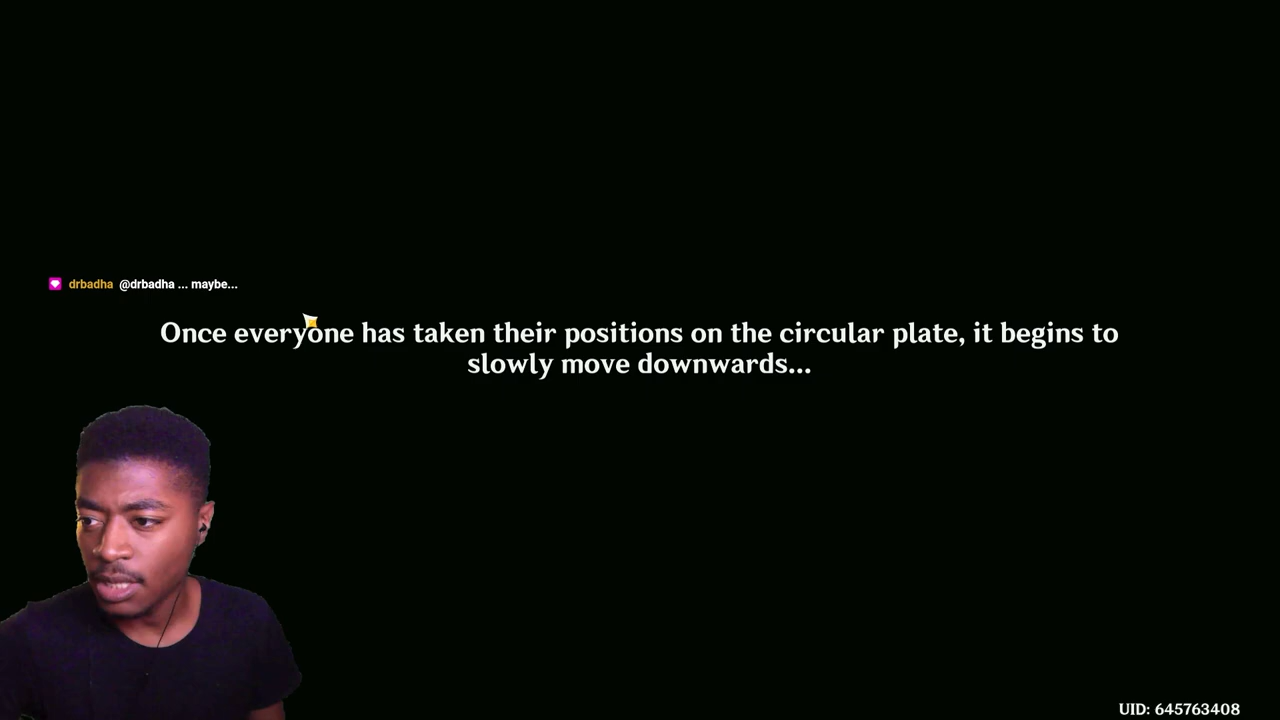 drbadha @drbadha ... maybe...
Once everyone has taken their positions on the circular plate, it begins to
slowly move downwards...
UID: 645763408